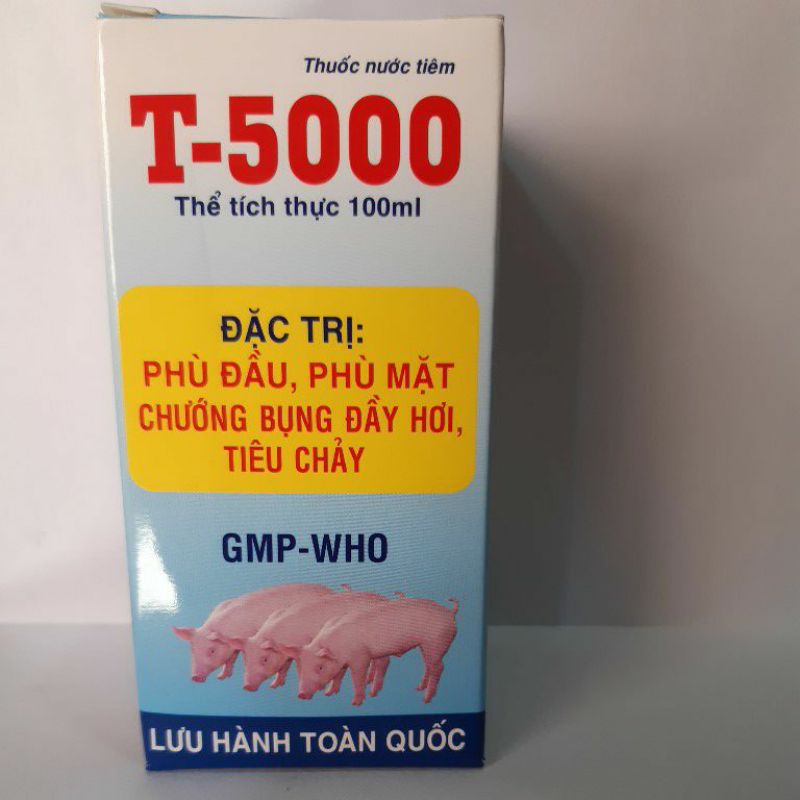 Thuốc nước tiêm
T-5000
Thể tích thực 100ml
ĐẶC TRỊ:
PHÙ ĐẦU, PHÙ MẶT
CHƯỚNG BỤNG ĐẦY HƠI,
TIÊU CHẢY
GMP-WHO
LƯU HÀNH TOÀN QUỐC